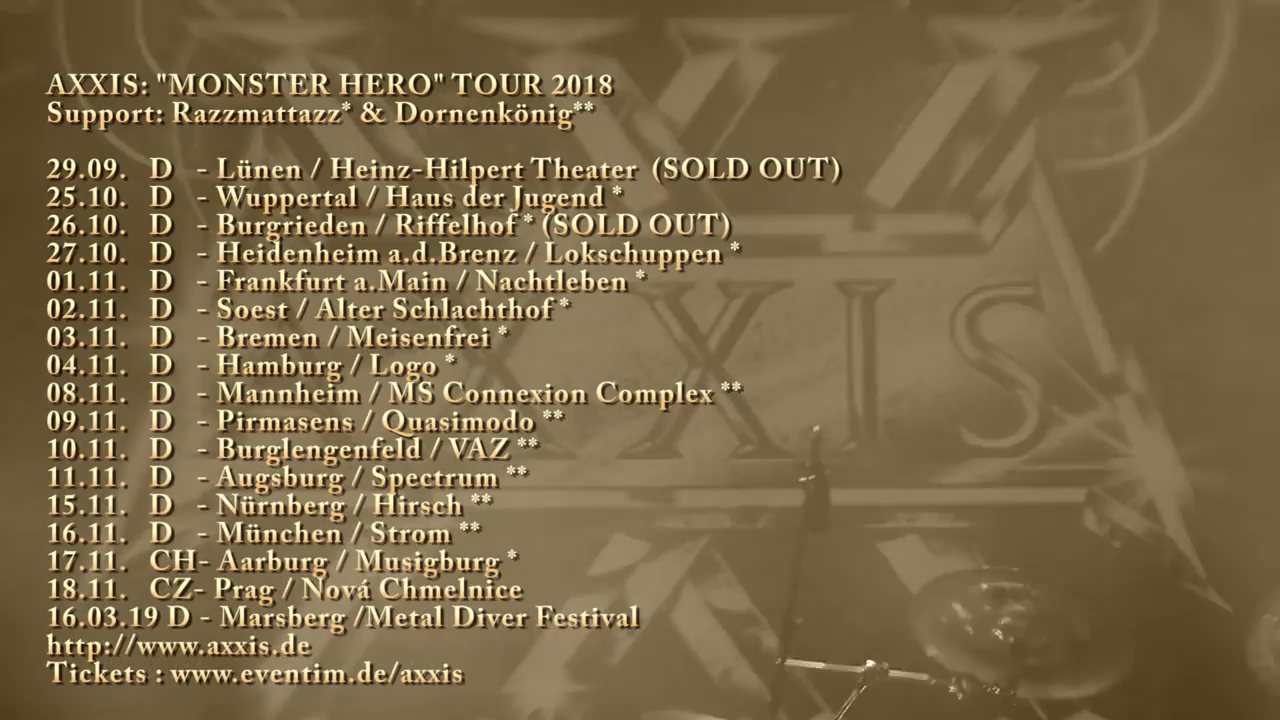 AXXIS: "MONSTER HERO" TOUR 2018
Support: Razzmattazz* & Dornenkönig**
29.09. D - Lünen / Heinz-Hilpert Theater (SOLD OUT)
25.10. D - Wuppertal / Haus der Jugend *
26.10. D - Burgrieden / Riffelhof * (SOLD OUT)
27.10. D - Heidenheim a.d.Brenz / Lokschuppen *
01.11. D - Frankfurt a.Main / Nachtleben *
02.11. D - Soest / Alter Schlachthof *
03.11. D - Bremen / Meisenfrei *
04.11. D - Hamburg / Logo *
08.11. D - Mannheim / MS Connexion Complex **
09.11. D - Pirmasens / Quasimodo **
10.11. D - Burglengenfeld / VAZ **
11.11. D - Augsburg / Spectrum **
15.11. D - Nürnberg / Hirsch **
16.11. D - München / Strom **
17.11. CH- Aarburg / Musigburg *
18.11. CZ- Prag / Nová Chmelnice
16.03.19 D - Marsberg /Metal Diver Festival
http://www.axxis.de
Tickets : www.eventim.de/axxis
AXXIS